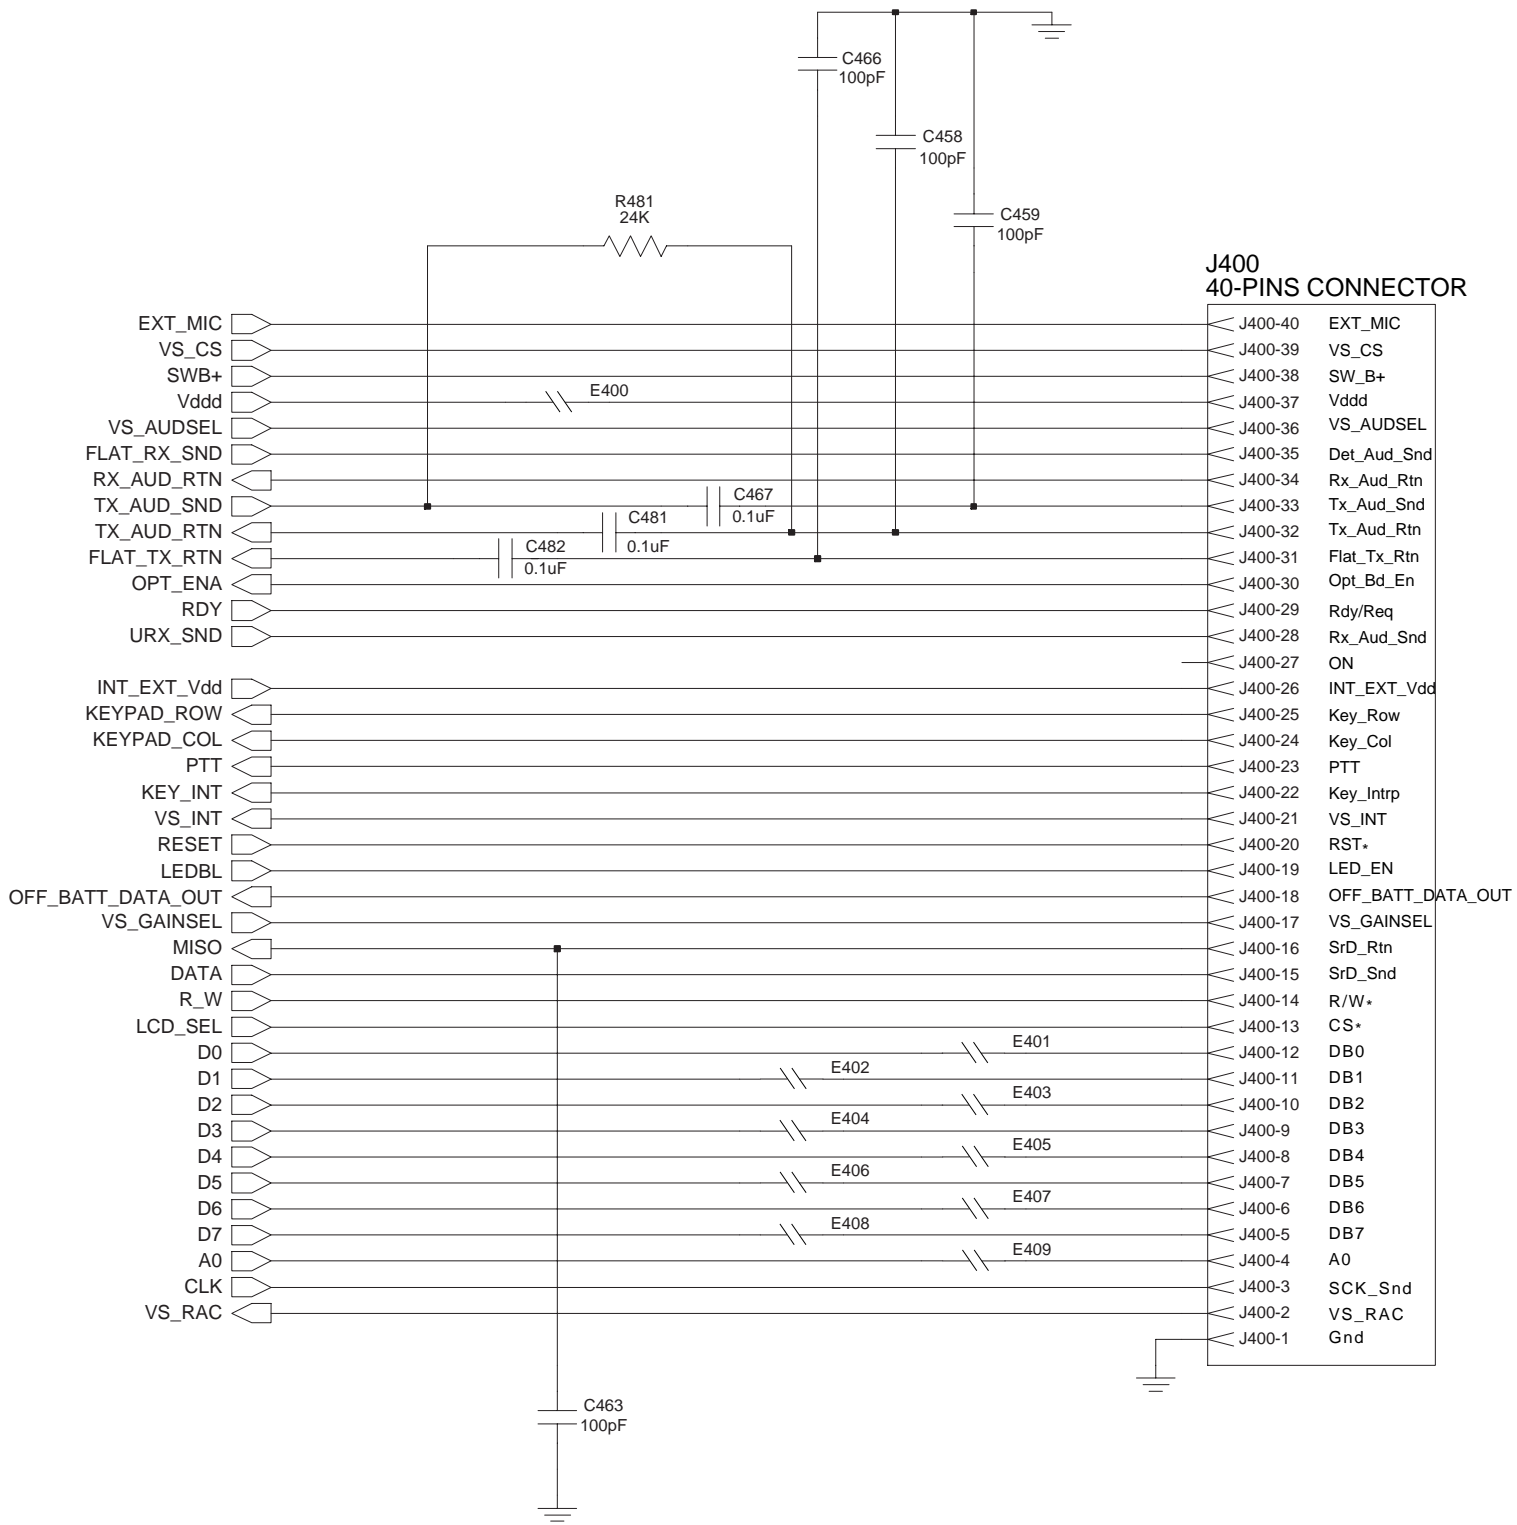 C466
100pF
C458
100pF
R481
24K
C459
100pF
J400
40-PINS CONNECTOR
EXT_MIC J400-40 EXT_MIC
VS_CS J400-39 VS_CS
SWB+ J400-38 SW_B+
Vddd E400 J400-37 Vddd
VS_AUDSEL J400-36 VS_AUDSEL
FLAT_RX_SND J400-35 Det_Aud_Snd
RX_AUD_RTN J400-34 Rx_Aud_Rtn
C467
TX_AUD_SND J400-33 Tx_Aud_Snd
0.1uF
C481
TX_AUD_RTN J400-32 Tx_Aud_Rtn
0.1uF
C482
FLAT_TX_RTN J400-31 Flat_Tx_Rtn
0.1uF
OPT_ENA J400-30 Opt_Bd_En
RDY J400-29 Rdy/Req
URX_SND J400-28 Rx_Aud_Snd
J400-27 ON
INT_EXT_Vdd J400-26 INT_EXT_Vdd
KEYPAD_ROW J400-25 Key_Row
KEYPAD_COL J400-24 Key_Col
PTT J400-23 PTT
KEY_INT J400-22 Key_Intrp
VS_INT J400-21 VS_INT
RESET J400-20 RST*
LEDBL J400-19 LED_EN
OFF_BATT_DATA_OUT J400-18 OFF_BATT_DATA_OUT
VS_GAINSEL J400-17 VS_GAINSEL
MISO J400-16 SrD_Rtn
DATA J400-15 SrD_Snd
R_W J400-14 R/W*
LCD_SEL J400-13 CS*
D0 E401 J400-12 DB0
D1 E402 J400-11 DB1
D2 E403 J400-10 DB2
D3 E404 J400-9 DB3
D4 E405 J400-8 DB4
D5 E406 J400-7 DB5
D6 E407 J400-6 DB6
D7 E408 J400-5 DB7
A0 E409 J400-4 A0
CLK J400-3 SCK_Snd
VS_RAC J400-2 VS_RAC
J400-1 Gnd
C463
100pF